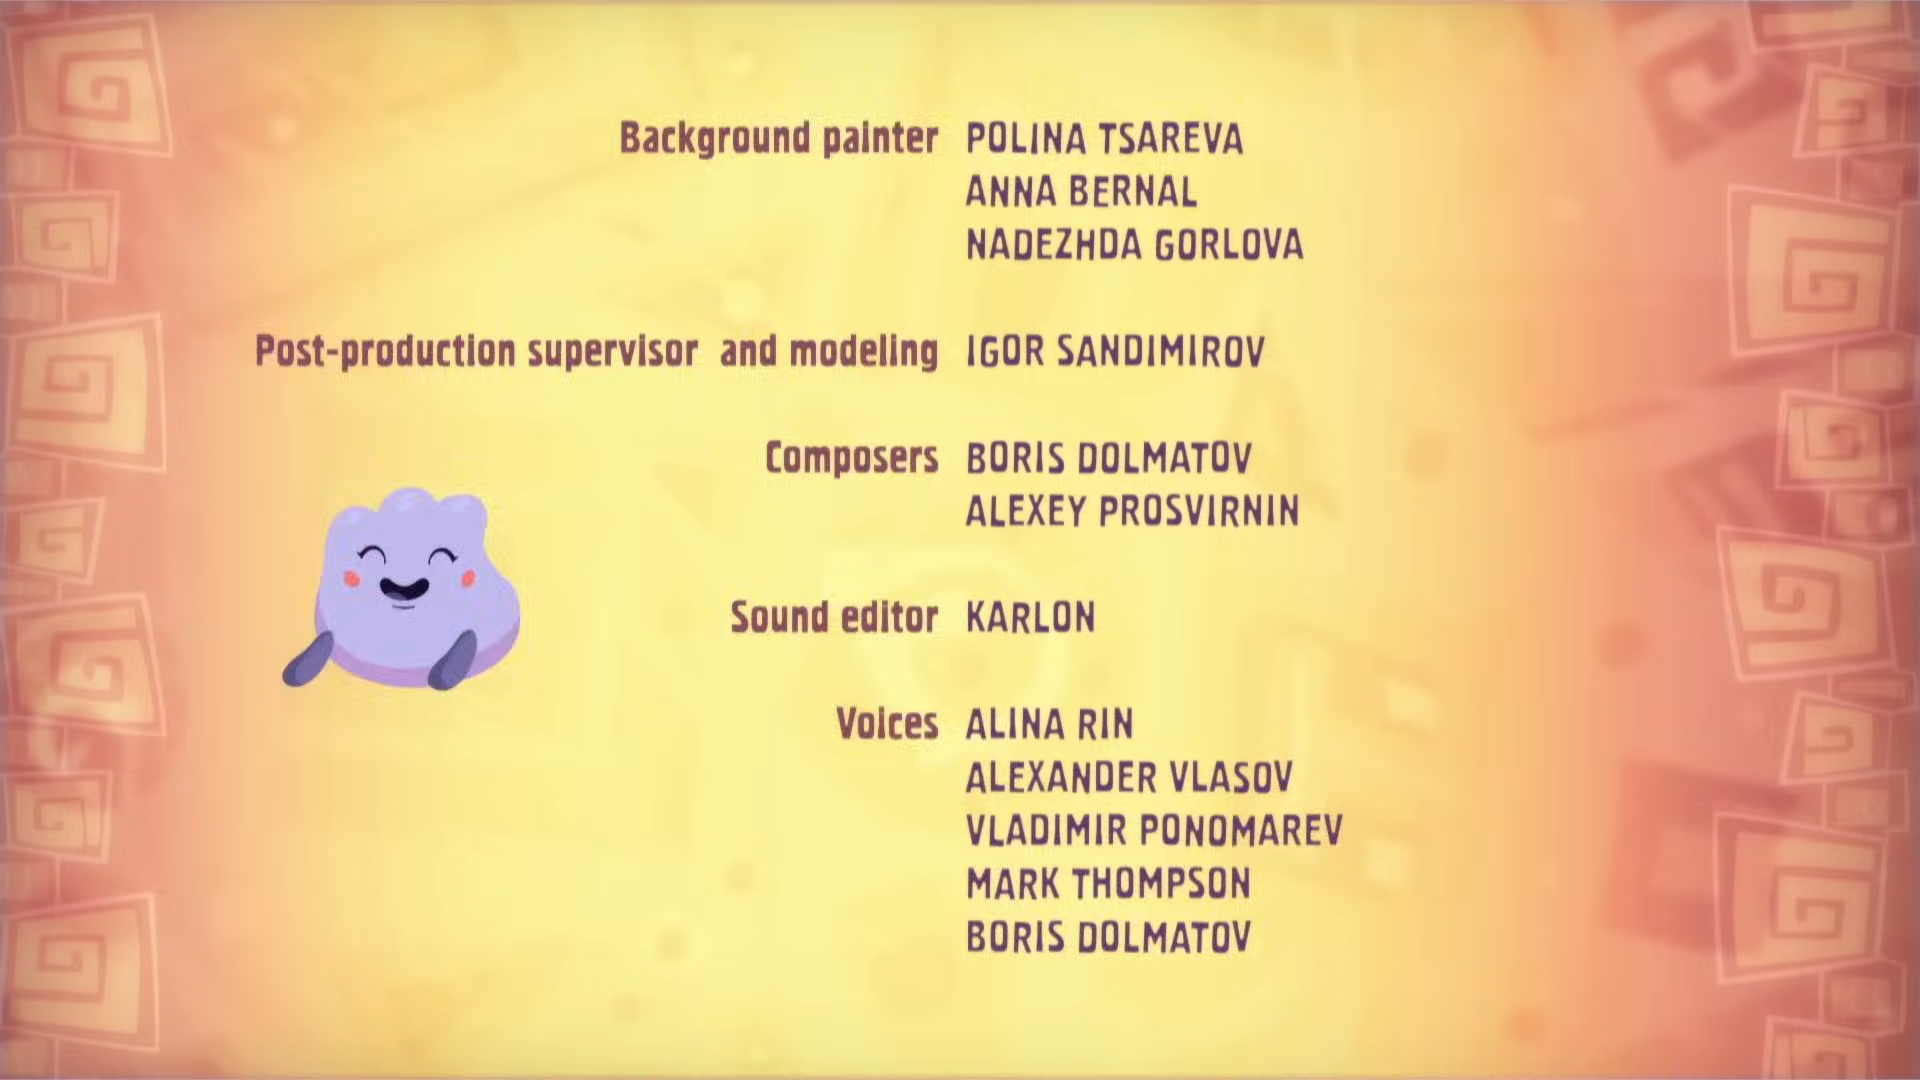 Background painter POLINA TSAREVA
ANNA BERNAL
NADEZHDA GORLOVA
Post-production supervisor and modeling IGOR SANDIMIROV
Composers BORIS DOLMATOV
ALEXEY PROSVIRNIN
Sound editor KARLON
Voices ALINA RIN
ALEXANDER VLASOV
VLADIMIR PONOMAREV
MARK THOMPSON
BORIS DOLMATOV